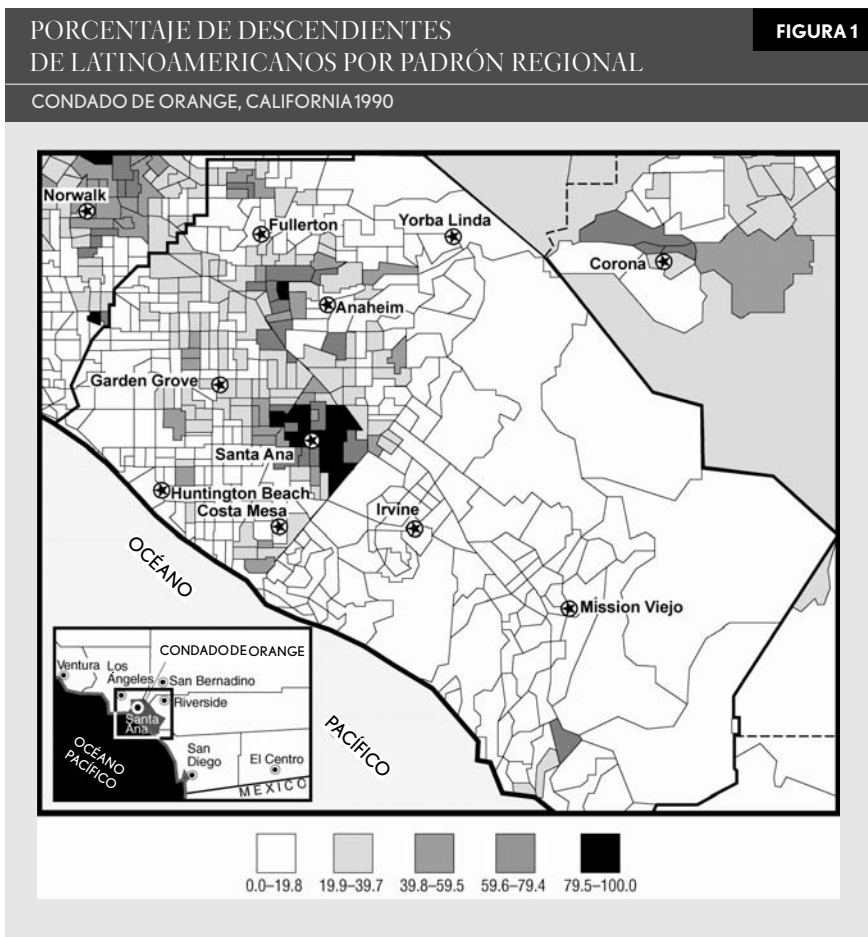 PORCENTAJE DE DESCENDIENTES
DE LATINOAMERICANOS POR PADRÓN REGIONAL
FIGURA 1
CONDADO DE ORANGE, CALIFORNIA 1990
Norwalk
Fullerton
Yorba Linda
Corona
Anaheim
Garden Grove
Santa Ana
Huntington Beach
Costa Mesa
Irvine
OCÉANO
Mission Viejo
PACÍFICO
CONDADO DE ORANGE
Ventura
Los
Ángeles
San Bernadino
Riverside
Santa
Ana
OCÉANO
PACÍFICO
San
Diego
El Centro
MEXICO
0.0–19.8
19.9–39.7
39.8–59.5
59.6–79.4
79.5–100.0